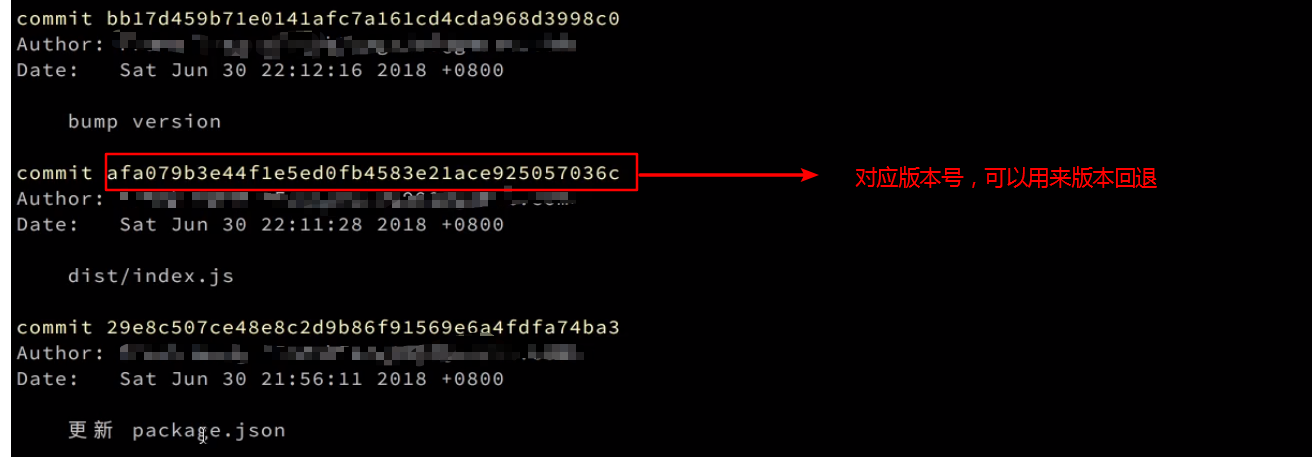 commit bb17d459b71e0141afc7a161cd4cda968d3998c0
Author:
Date:   Sat Jun 30 22:12:16 2018 +0800
bump version
commit afa079b3e44f1e5ed0fb4583e21ace925057036c
对应版本号，可以用来版本回退
Author:
Date:   Sat Jun 30 22:11:28 2018 +0800
dist/index.js
commit 29e8c507ce48e8c2d9b86f91569e6a4fdfa74ba3
Author:
Date:   Sat Jun 30 21:56:11 2018 +0800
更新 package.json